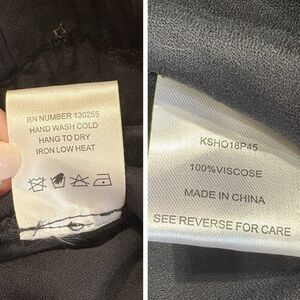 RN NUMBER 130255
HAND WASH COLD
HANG TO DRY
IRON LOW HEAT
KSHO18P45
100%VISCOSE
MADE IN CHINA
SEE REVERSE FOR CARE